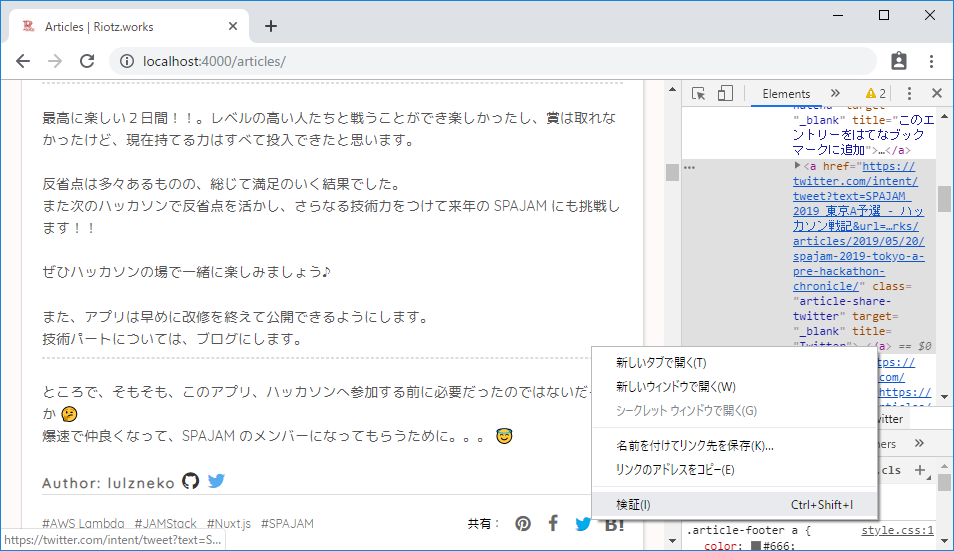 Articles | Riotz.works
localhost:4000/articles/
最高に楽しい２日間！！。レベルの高い人たちと戦うことができ楽しかったし、賞は取れな
かったけど、現在持てる力はすべて投入できたと思います。
反省点は多々あるものの、総じて満足のいく結果でした。
また次のハッカソンで反省点を活かし、さらなる技術力をつけて来年の SPAJAM にも挑戦し
ます！！
ぜひハッカソンの場で一緒に楽しみましょう♪
また、アプリは早めに改修を終えて公開できるようにします。
技術パートについては、ブログにします。
ところで、そもそも、このアプリ、ハッカソンへ参加する前に必要だったのではないだ
か 🤔
爆速で仲良くなって、SPAJAM のメンバーになってもらうために。。。 😇
Author: lulzneko
#AWS Lambda #JAMStack #Nuxt.js #SPAJAM
共有：
B!
https://twitter.com/intent/tweet?text=S...
新しいタブで開く(T)
新しいウィンドウで開く(W)
シークレット ウィンドウで開く(G)
名前を付けてリンク先を保存(K)...
リンクのアドレスをコピー(E)
検証(I) Ctrl+Shift+I
Elements » 2
hatena" target=
"_blank" title="このエ
ントリーをはてなブック
マークに追加">…</a>
<a href="https://
twitter.com/intent/
tweet?text=SPAJAM
2019 東京A予選 - ハッ
カソン戦記&url=…rks/
articles/2019/05/20/
spajam-2019-tokyo-a-
pre-hackathon-
chronicle/" class=
"article-share-
twitter" target=
"_blank" title=
"Twitter">…</a> == $0
ttps://
com/
https://
witter
ners »
.cls +
.article-footer a { style.css:1
color: #666;